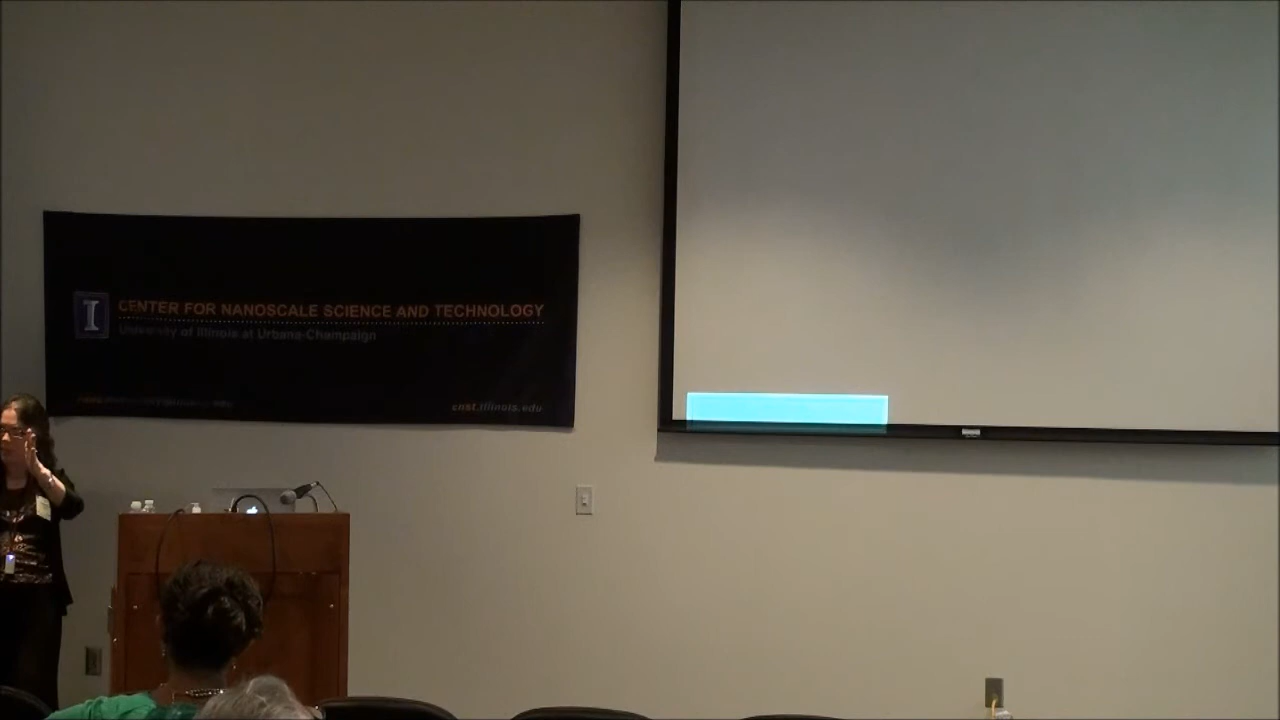 I
CENTER FOR NANOSCALE SCIENCE AND TECHNOLOGY
University of Illinois at Urbana-Champaign
cnst.illinois.edu